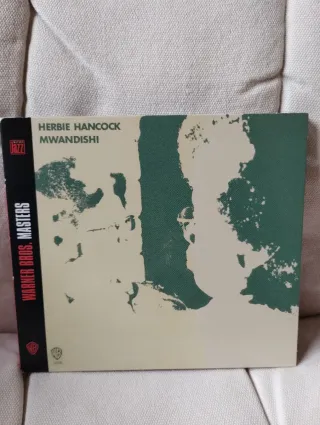 HERBIE HANCOCK
MWANDISHI
JAZZ
WARNER BROS. MASTERS